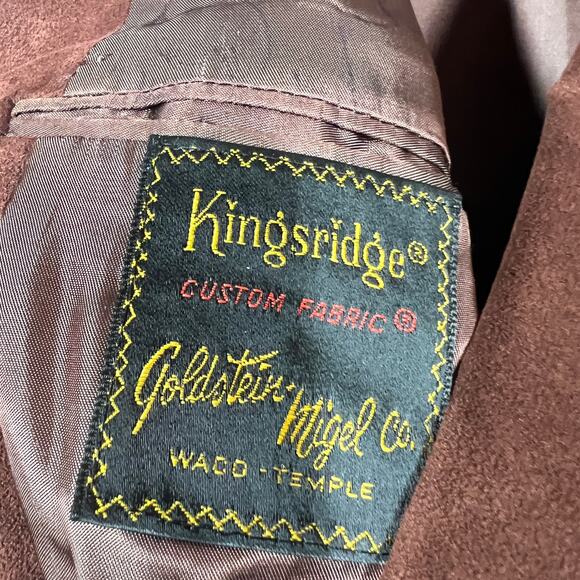 Kingsridge®
CUSTOM FABRIC ®
Goldstein-Migel Co.
WACO - TEMPLE